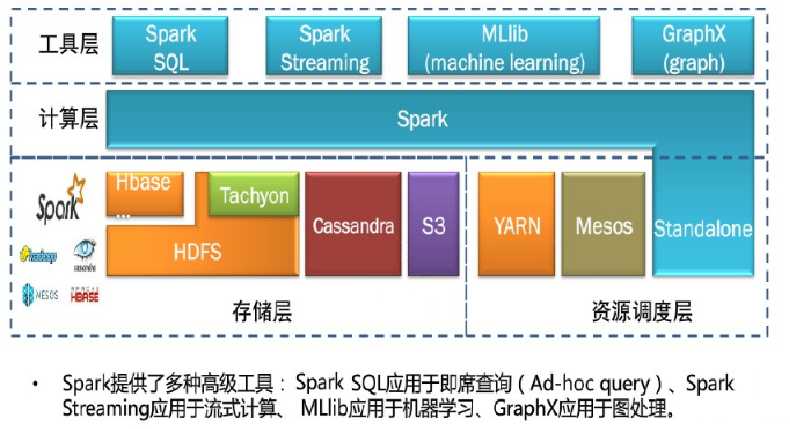 工具层
Spark
SQL
Spark
Streaming
MLlib
(machine learning)
GraphX
(graph)
计算层
Spark
Spark
Hbase
...
Tachyon
HDFS
Cassandra
S3
YARN
Mesos
Standalone
hadoop
cassandra
MESOS
HBASE
存储层
资源调度层
• Spark提供了多种高级工具：Spark SQL应用于即席查询（Ad-hoc query）、Spark
Streaming应用于流式计算、 MLlib应用于机器学习、GraphX应用于图处理。